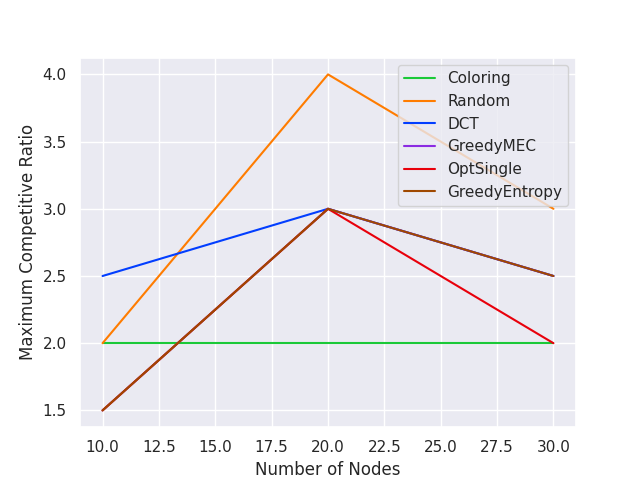 4.0
3.5
3.0
2.5
2.0
1.5
Maximum Competitive Ratio
Coloring
Random
DCT
GreedyMEC
OptSingle
GreedyEntropy
10.0 12.5 15.0 17.5 20.0 22.5 25.0 27.5 30.0
Number of Nodes